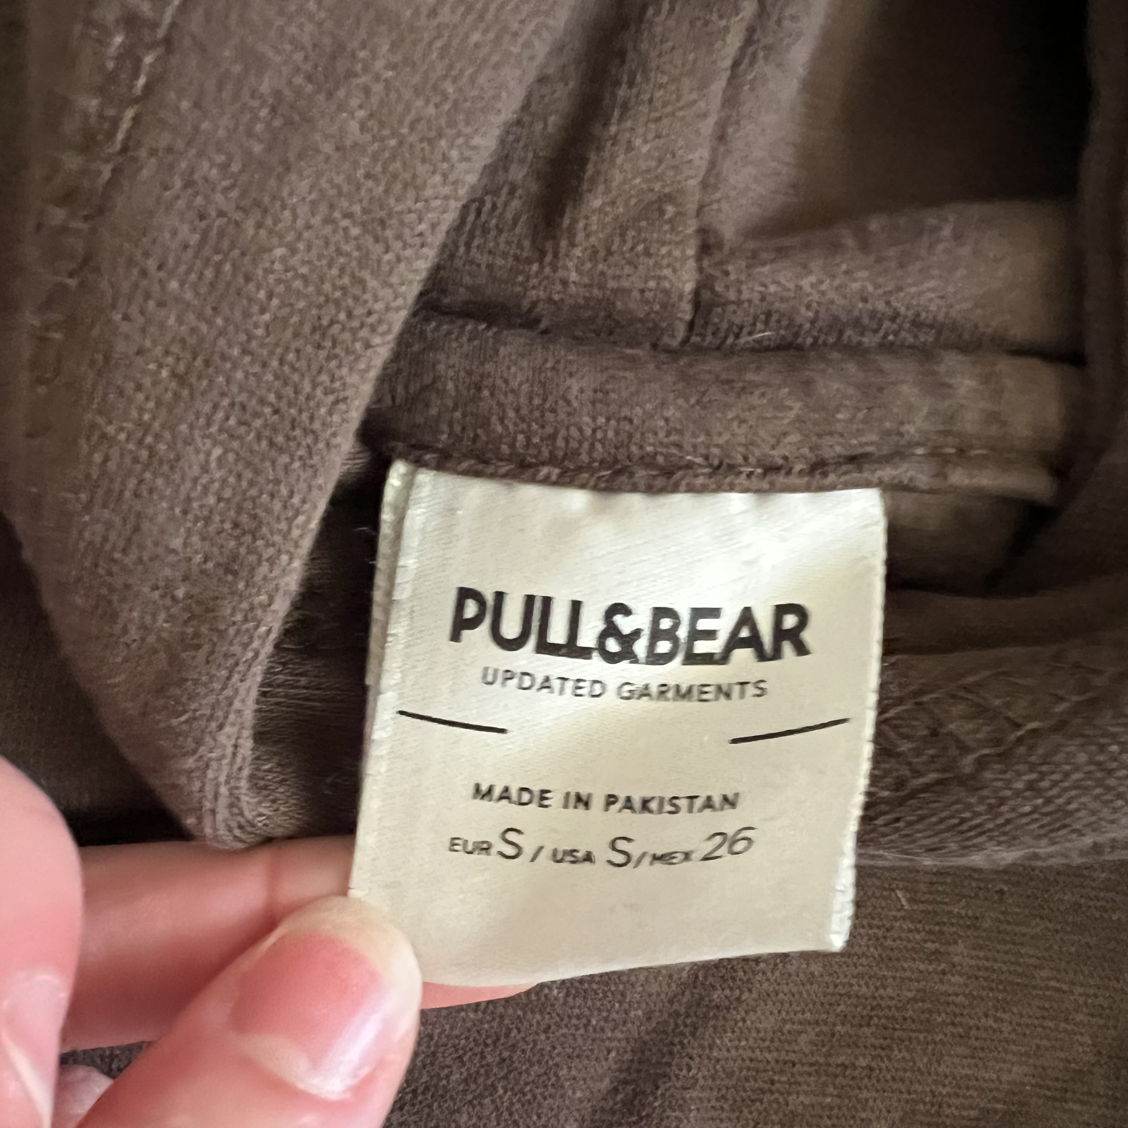 PULL&BEAR
UPDATED GARMENTS
MADE IN PAKISTAN
EUR S / USA S / MEX 26